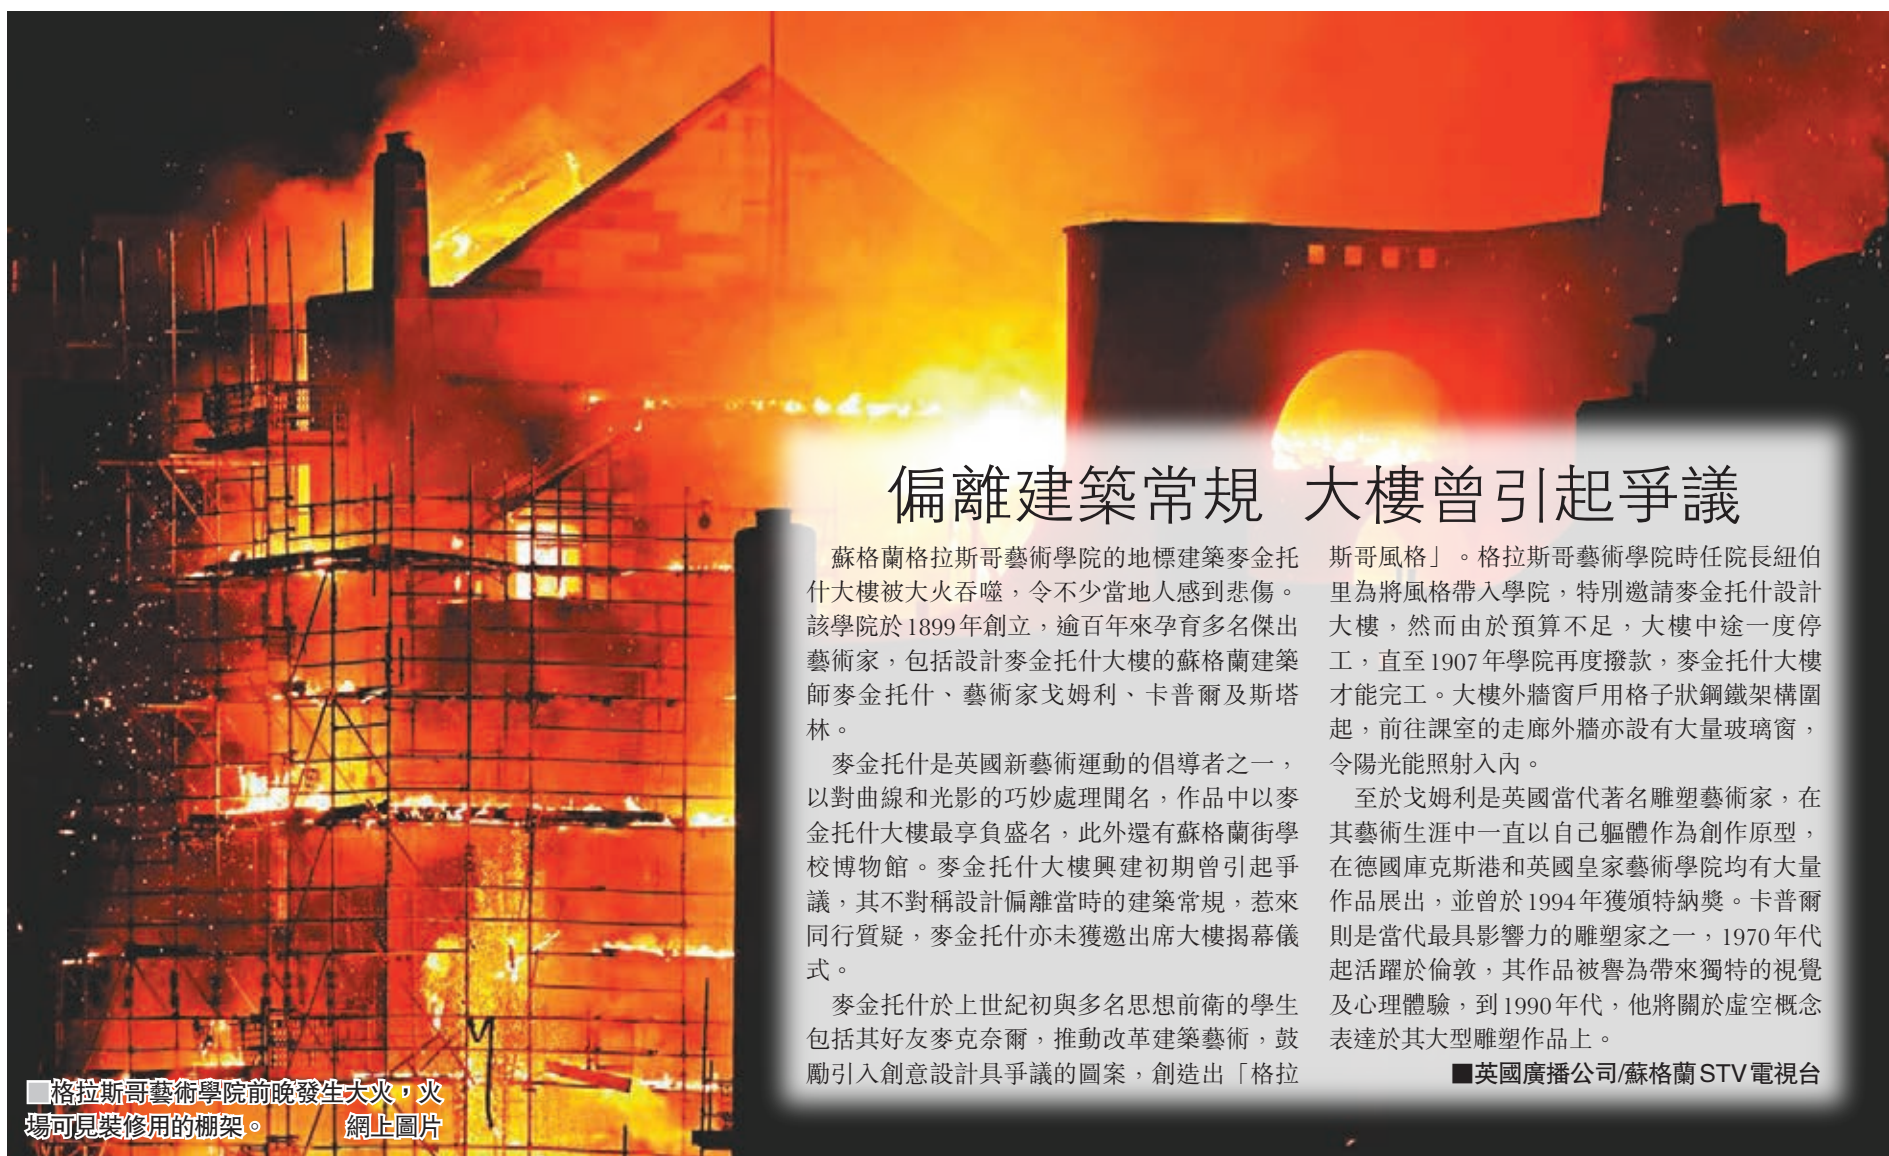 偏離建築常規 大樓曾引起爭議
蘇格蘭格拉斯哥藝術學院的地標建築麥金托
什大樓被大火吞噬，令不少當地人感到悲傷。
該學院於1899年創立，逾百年來孕育多名傑出
藝術家，包括設計麥金托什大樓的蘇格蘭建築
師麥金托什、藝術家戈姆利、卡普爾及斯塔
林。
麥金托什是英國新藝術運動的倡導者之一，
以對曲線和光影的巧妙處理聞名，作品中以麥
金托什大樓最享負盛名，此外還有蘇格蘭街學
校博物館。麥金托什大樓興建初期曾引起爭
議，其不對稱設計偏離當時的建築常規，惹來
同行質疑，麥金托什亦未獲邀出席大樓揭幕儀
式。
麥金托什於上世紀初與多名思想前衛的學生
包括其好友麥克奈爾，推動改革建築藝術，鼓
勵引入創意設計具爭議的圖案，創造出「格拉
斯哥風格」。格拉斯哥藝術學院時任院長紐伯
里為將風格帶入學院，特別邀請麥金托什設計
大樓，然而由於預算不足，大樓中途一度停
工，直至1907年學院再度撥款，麥金托什大樓
才能完工。大樓外牆窗戶用格子狀鋼鐵架構圍
起，前往課室的走廊外牆亦設有大量玻璃窗，
令陽光能照射入內。
至於戈姆利是英國當代著名雕塑藝術家，在
其藝術生涯中一直以自己軀體作為創作原型，
在德國庫克斯港和英國皇家藝術學院均有大量
作品展出，並曾於1994年獲頒特納獎。卡普爾
則是當代最具影響力的雕塑家之一，1970年代
起活躍於倫敦，其作品被譽為帶來獨特的視覺
及心理體驗，到1990年代，他將關於虛空概念
表達於其大型雕塑作品上。
■英國廣播公司/蘇格蘭STV電視台
■格拉斯哥藝術學院前晚發生大火，火
場可見裝修用的棚架。 網上圖片